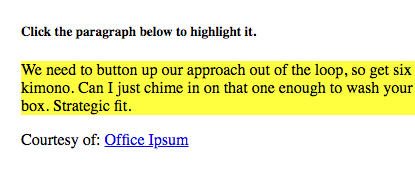 Click the paragraph below to highlight it.
We need to button up our approach out of the loop, so get six
kimono. Can I just chime in on that one enough to wash your
box. Strategic fit.
Courtesy of: Office Ipsum